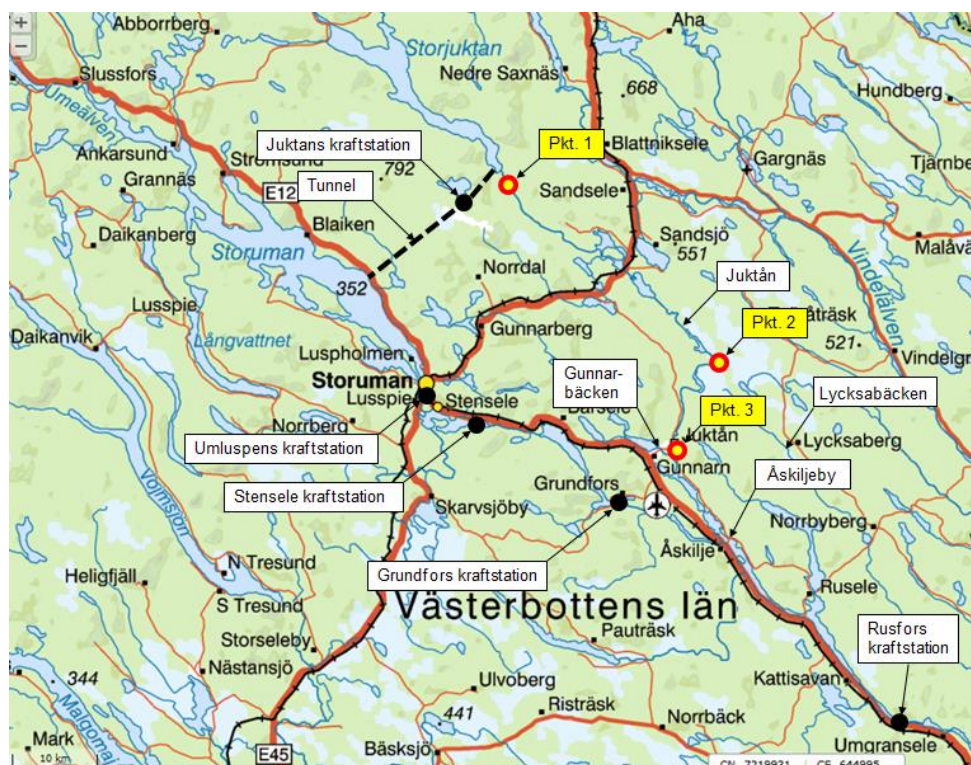 +
−
Abborrberg
Storjuktan
Aha
Slussfors
Nedre Saxnäs
668
Hundberg
Umeälven
Juktans kraftstation
Pkt. 1
Blattniksele
Ankarsund
792
Gargnäs
Grannäs
Tunnel
E12
Sandsele
Blaiken
Daikanberg
Storuman
Sandsjö
551
Malåvä
Norrdal
Juktån
Vindelälven
352
Lusspie
Pkt. 2
Daikanvik
Långvattnet
Gunnarberg
521
Vindelgr
Luspholmen
Gunnar-
bäcken
Lycksabäcken
Storuman
Lusspie
Stensele
Pkt. 3
Norrberg
Juktån
Lycksaberg
Umluspens kraftstation
Gunnarn
Vojmsjön
Grundfors
Åskiljeby
Stensele kraftstation
Skarvsjöby
Norrbyberg
Åskilje
N Tresund
Heligfjäll
Grundfors kraftstation
Rusele
S Tresund
Västerbottens län
Rusfors
kraftstation
Storseleby
Pauträsk
Nästansjö
344
Ulvoberg
Kattisavan
Risträsk
441
Norrbäck
Mark
Umgransele
10 km
E45
Bäsksjö